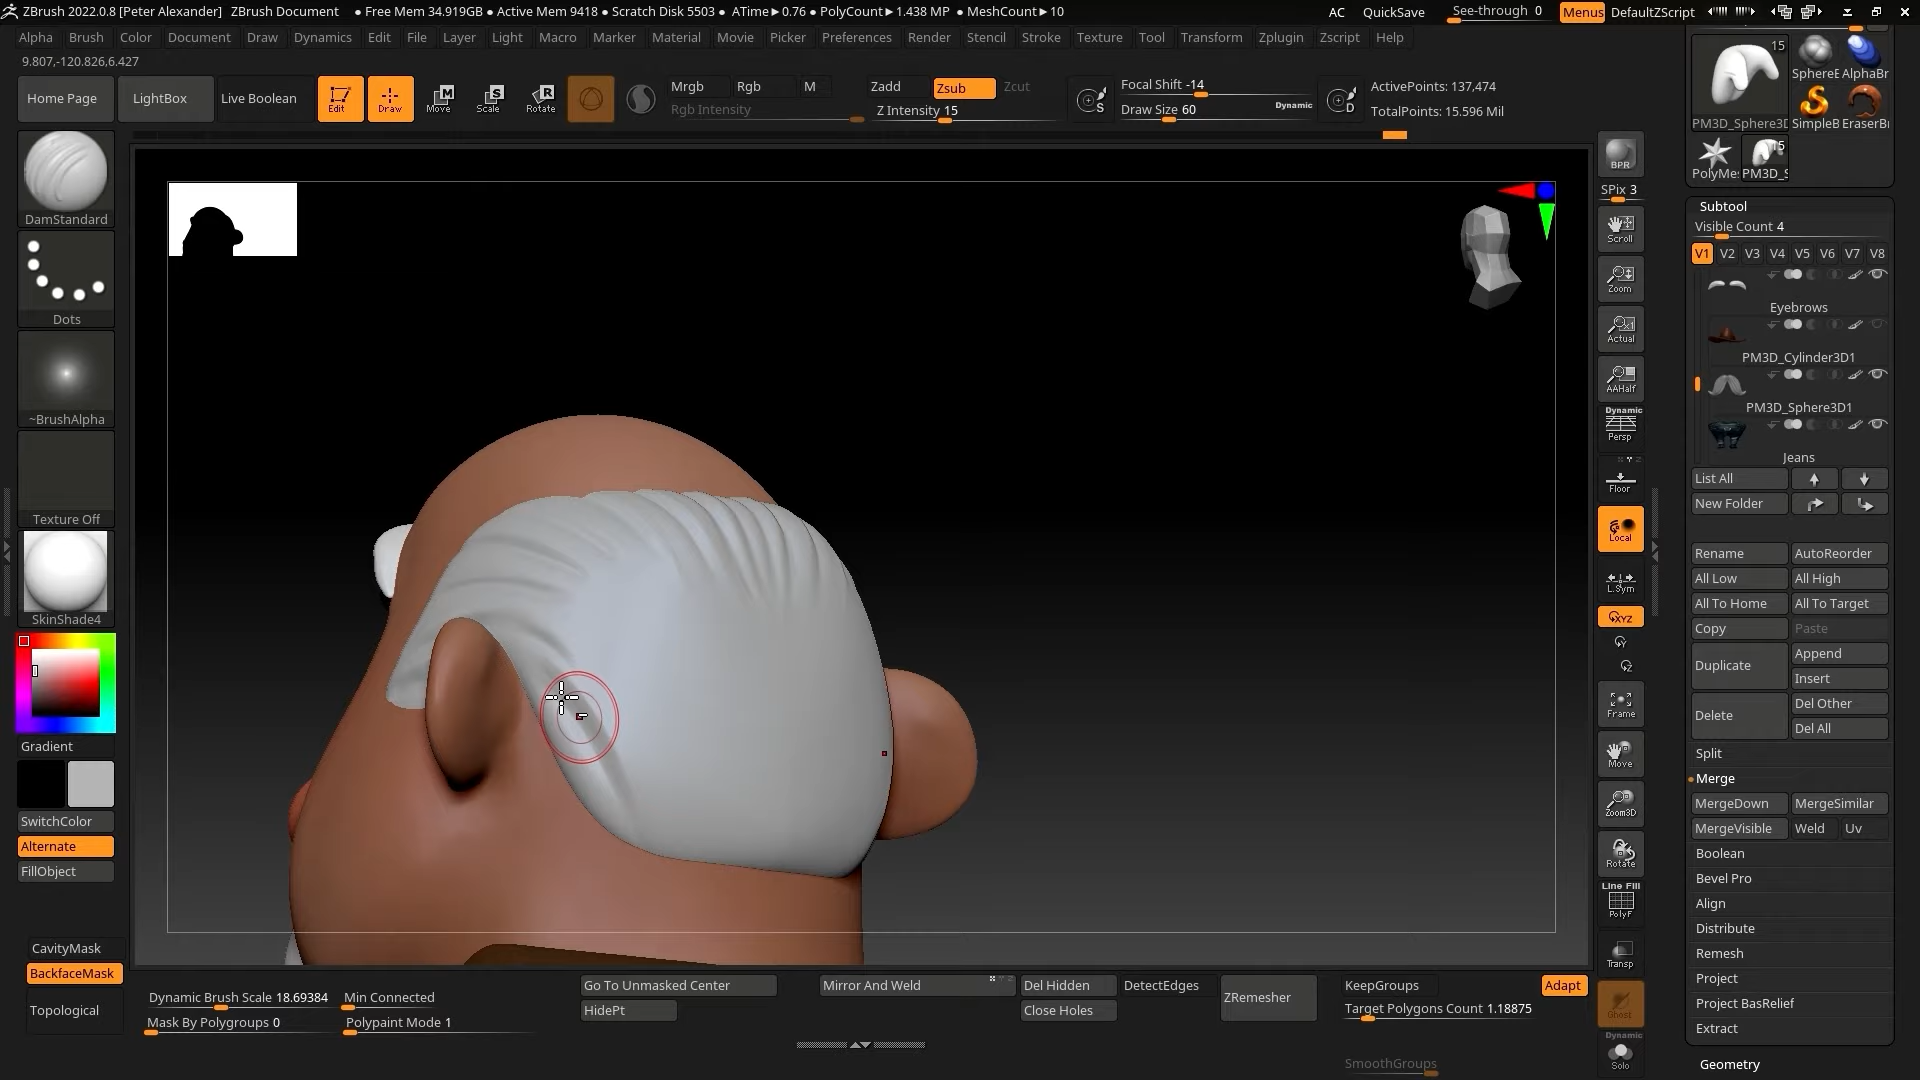 ZBrush 2022.0.8 [Peter Alexander] ZBrush Document ● Free Mem 34.919GB ● Active Mem 9418 ● Scratch Disk 5503 ● ATime►0.76 ● PolyCount►1.438 MP ● MeshCount►10 AC QuickSave See-through 0 Menus DefaultZScript
Alpha Brush Color Document Draw Dynamics Edit File Layer Light Macro Marker Material Movie Picker Preferences Render Stencil Stroke Texture Tool Transform Zplugin Zscript Help
9.807,-120.826,6.427
Home Page LightBox Live Boolean Edit Draw Move Scale Rotate
Mrgb Rgb M Zadd Zsub Zcut Focal Shift -14 ActivePoints: 137,474
Rgb Intensity Z Intensity 15 Draw Size 60 Dynamic TotalPoints: 15.596 Mil
DamStandard
Dots
~BrushAlpha
Texture Off
SkinShade4
Gradient
SwitchColor
Alternate
FillObject
CavityMask
BackfaceMask
Topological
BPR
SPix 3
Scroll
Zoom
Actual
AAHalf
Dynamic
Persp
Floor
Local
L.Sym
XYZ
Frame
Move
Zoom3D
Rotate
Line Fill
PolyF
Transp
Ghost
Dynamic
Solo
15
SphereB AlphaBr
PM3D_Sphere3D SimpleB EraserBr
15
PolyMes PM3D_S
Subtool
Visible Count 4
V1 V2 V3 V4 V5 V6 V7 V8
Eyebrows
PM3D_Cylinder3D1
PM3D_Sphere3D1
Jeans
List All
New Folder
Rename AutoReorder
All Low All High
All To Home All To Target
Copy Paste
Duplicate Append
Insert
Delete Del Other
Del All
Split
Merge
MergeDown MergeSimilar
MergeVisible Weld Uv
Boolean
Bevel Pro
Align
Distribute
Remesh
Project
Project BasRelief
Extract
Geometry
Dynamic Brush Scale 18.69384 Min Connected
Mask By Polygroups 0 Polypaint Mode 1
Go To Unmasked Center Mirror And Weld Del Hidden DetectEdges ZRemesher KeepGroups Adapt
HidePt Close Holes Target Polygons Count 1.18875
SmoothGroups